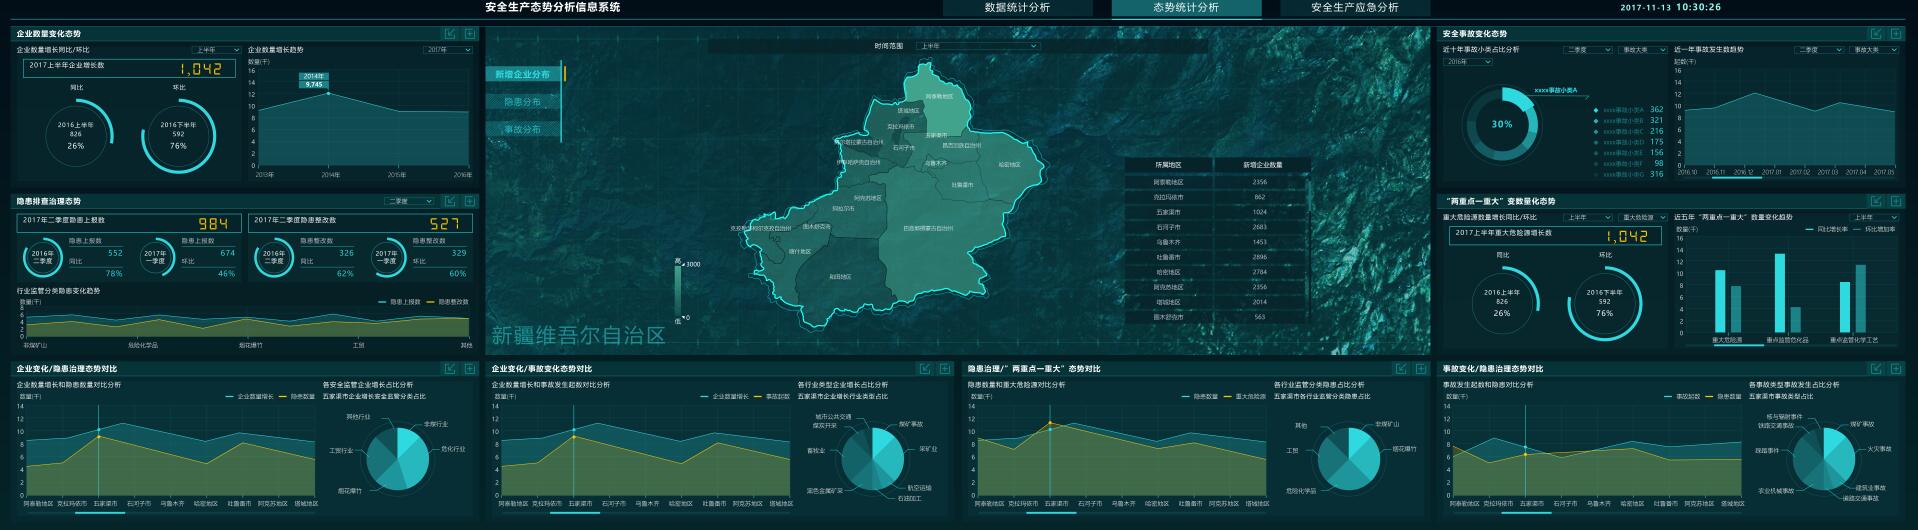 安全生产态势分析信息系统
数据统计分析
态势统计分析
安全生产应急分析
2017-11-13 10:30:26
企业数量变化态势
企业数量增长同比/环比
上半年
2017上半年企业增长数
1,042
同比
环比
2016上半年
826
26%
2016下半年
592
76%
企业数量增长趋势
2017年
数量(千)
16
14
12
10
8
6
4
2
0
2014年
9,745
2013年 2014年 2015年 2016年
隐患排查治理态势
二季度
2017年二季度隐患上报数
984
2017年二季度隐患整改数
527
2016年
二季度
隐患上报数
552
同比
78%
2017年
一季度
隐患上报数
674
环比
46%
2016年
二季度
隐患整改数
326
同比
62%
2017年
一季度
隐患整改数
329
环比
60%
行业监管分类隐患变化趋势
数量(千)
隐患上报数 隐患整改数
8
6
4
2
0
非煤矿山 危险化学品 烟花爆竹 工贸 其他
时间范围
上半年
新增企业分布
隐患分布
事故分布
阿泰勒地区
塔城地区
克拉玛依市
五家渠市
石河子市
昌吉回族自治州
乌鲁木齐
哈密地区
吐鲁番市
阿克苏地区
阿拉尔市
图木舒克市
巴音郭楞蒙古自治州
喀什地区
和田地区
高
3000
0
低
新疆维吾尔自治区
所属地区 新增企业数量
阿泰勒地区 2356
克拉玛依市 862
五家渠市 1024
石河子市 2683
乌鲁木齐 1453
吐鲁番市 2896
哈密地区 2784
阿克苏地区 2356
塔城地区 2014
图木舒克市 563
安全事故变化态势
近十年事故小类占比分析
二季度
事故大类
2016年
30%
xxxx事故小类A
xxxx事故小类A 362
xxxx事故小类B 321
xxxx事故小类C 216
xxxx事故小类D 175
xxxx事故小类E 156
xxxx事故小类F 98
xxxx事故小类G 316
近一年事故发生数趋势
二季度
事故大类
起数(千)
16
14
12
10
8
6
4
2
0
2016.10 2016.11 2016.12 2017.01 2017.02 2017.03 2017.04 2017.05
“两重点一重大”变数量化态势
重大危险源数量增长同比/环比
上半年
重大危险源
2017上半年重大危险源增长数
1,042
同比
环比
2016上半年
826
26%
2016下半年
592
76%
近五年“两重点一重大”数量变化趋势
上半年
数量(千)
同比增长率 环比增加率
16
14
12
10
8
6
4
2
0
重大危险源 重点监管危化品 重点监管化学工艺
企业变化/隐患治理态势对比
企业数量增长和隐患数量对比分析
数量(千)
企业数量增长 隐患数量
14
12
10
8
6
4
2
0
阿泰勒地区 克拉玛依市 五家渠市 石河子市 乌鲁木齐 哈密地区 吐鲁番市 阿克苏地区 塔城地区
各安全监管企业增长占比分析
五家渠市企业增长安全监管分类占比
其他行业
非煤行业
危化行业
工贸行业
烟花爆竹
企业变化/事故治理态势对比
企业数量增长和事故发生起数对比分析
数量(千)
企业数量增长 事故起数
14
12
10
8
6
4
2
0
阿泰勒地区 克拉玛依市 五家渠市 石河子市 乌鲁木齐 哈密地区 吐鲁番市 阿克苏地区 塔城地区
各行业类型企业增长占比分析
五家渠市企业增长行业类型占比
城市公共交通
煤炭开采
煤矿事故
采矿业
畜牧业
航空运输
石油加工
黑色金属矿采
隐患治理/“两重点一重大”态势对比
隐患数量和重大危险源对比分析
数量(千)
隐患数量 重大危险源
14
12
10
8
6
4
2
0
阿泰勒地区 克拉玛依市 五家渠市 石河子市 乌鲁木齐 哈密地区 吐鲁番市 阿克苏地区 塔城地区
各行业监管分类隐患占比分析
五家渠市各行业监管分类隐患占比
其他
非煤矿山
烟花爆竹
工贸
危险化学品
事故变化/隐患治理态势对比
事故发生起数和隐患对比分析
数量(千)
事故起数 隐患数量
14
12
10
8
6
4
2
0
阿泰勒地区 克拉玛依市 五家渠市 石河子市 乌鲁木齐 哈密地区 吐鲁番市 阿克苏地区 塔城地区
各事故类型事故发生占比分析
五家渠市事故类型占比
核与辐射事件
铁路交通事故
煤矿事故
火灾事故
农业机械事故
建筑业事故
道路交通事故